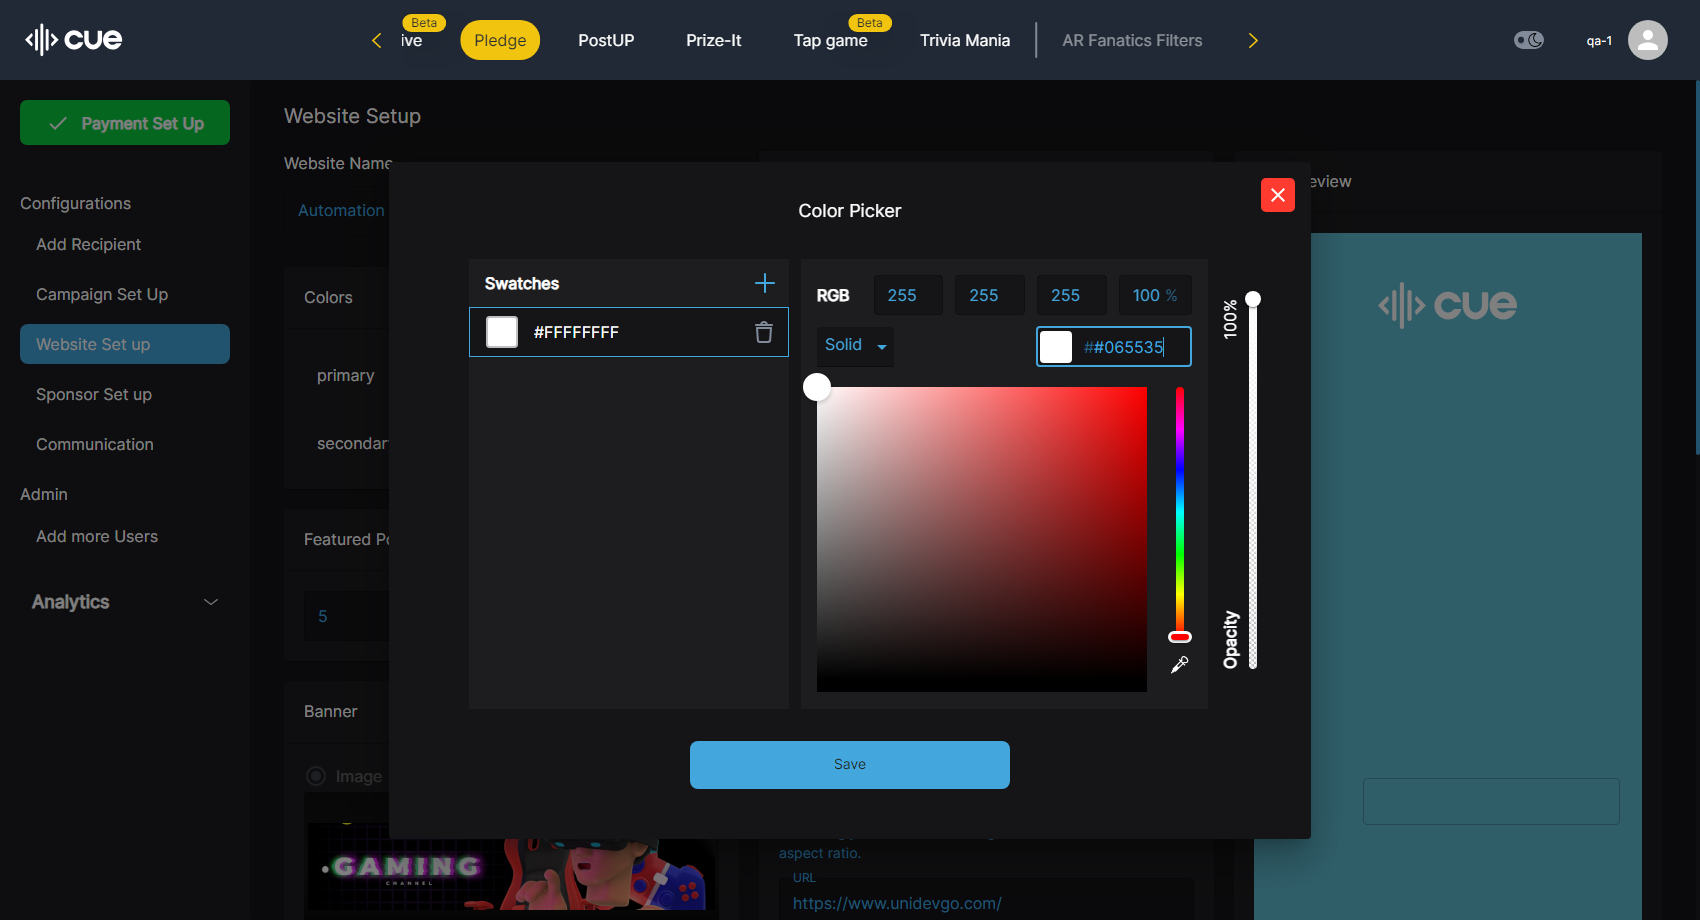 cue
ive
Beta
Pledge
PostUP
Prize-It
Tap game
Beta
Trivia Mania
AR Fanatics Filters
qa-1
Payment Set Up
Configurations
Add Recipient
Campaign Set Up
Website Set up
Sponsor Set up
Communication
Admin
Add more Users
Analytics
Website Setup
Website Name
Automation
Colors
primary
secondar
Featured Po
5
Banner
Image
GAMING
CHANNEL
Color Picker
Swatches
#FFFFFFFF
RGB
255
255
255
100 %
Solid
##065535
100%
Opacity
Save
eview
cue
aspect ratio.
URL
https://www.unidevgo.com/